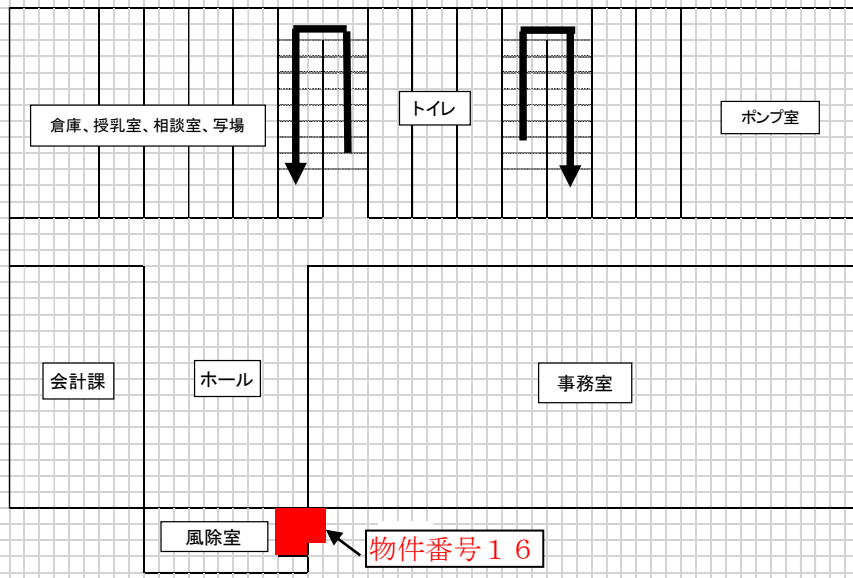 倉庫、授乳室、相談室、写場
トイレ
ポンプ室
会計課
ホール
事務室
風除室
物件番号１６